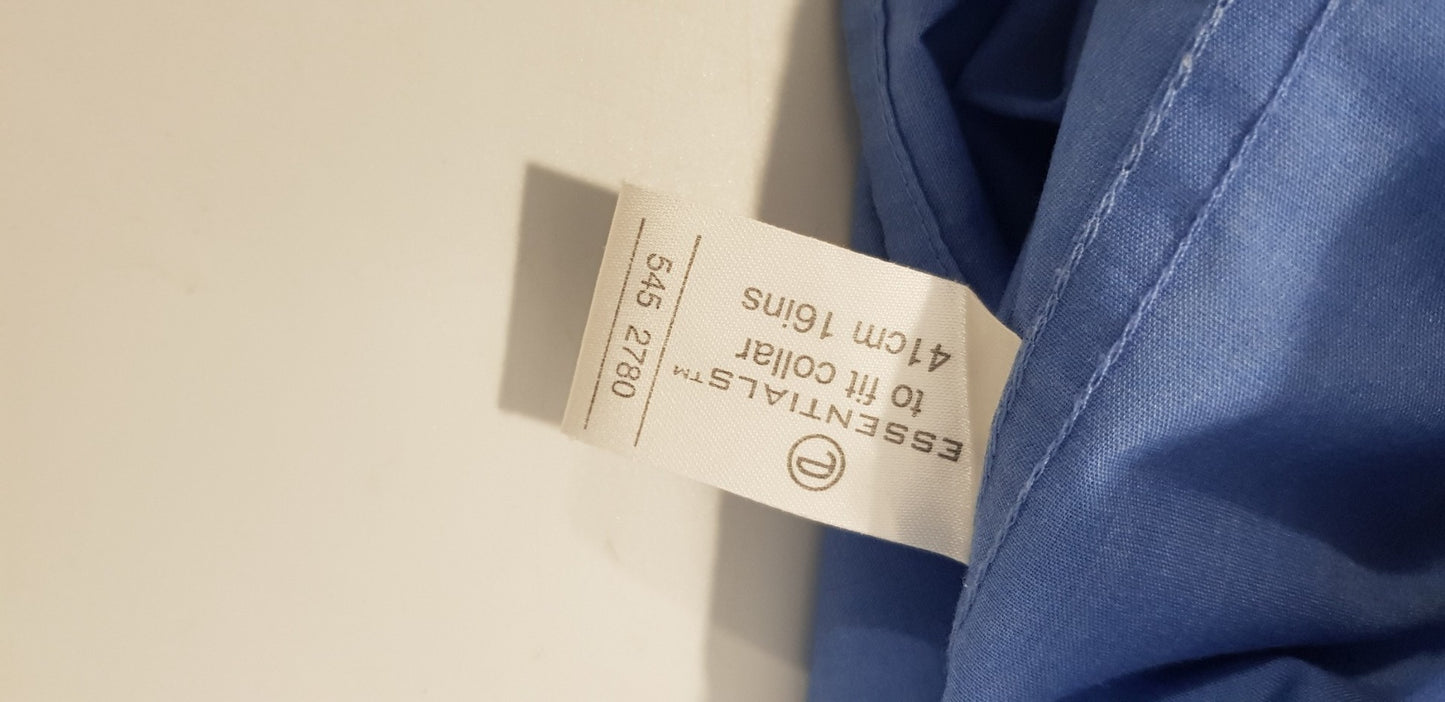 D
ESSENTIALS™
to fit collar
41cm 16ins
545 2780